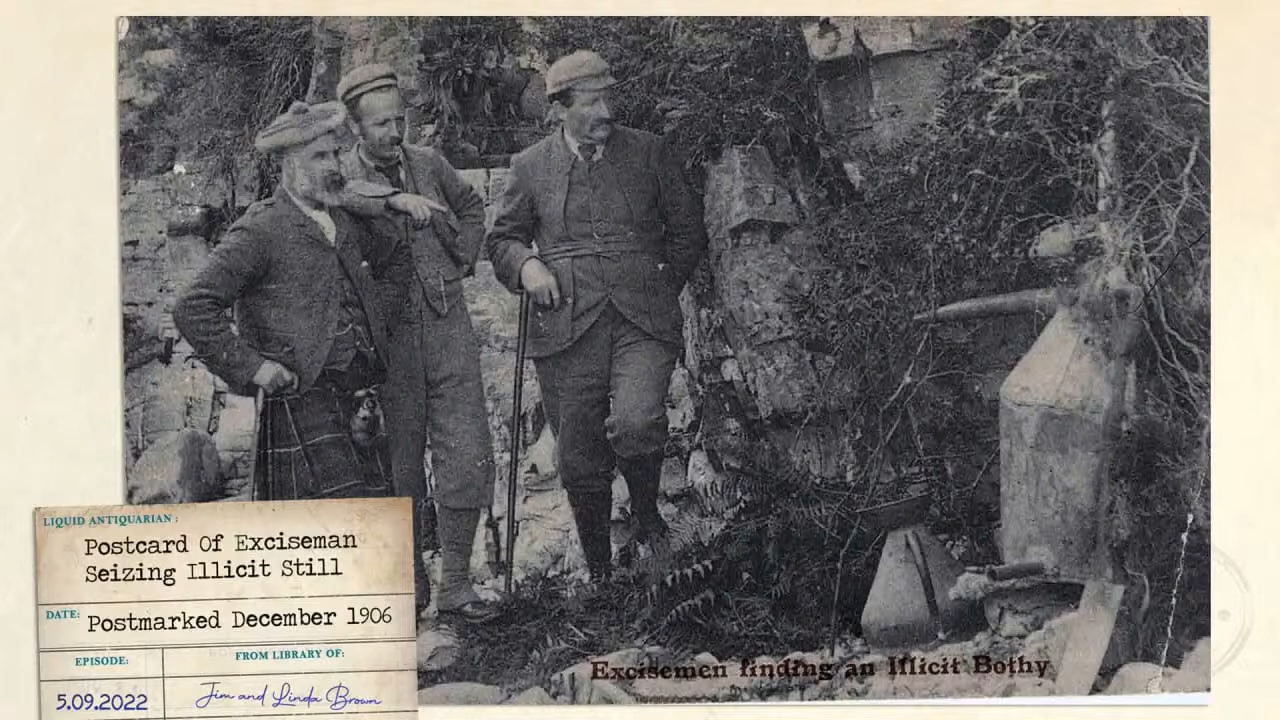 Excisemen finding an Illicit Bothy
LIQUID ANTIQUARIAN :
Postcard Of Exciseman
Seizing Illicit Still
DATE: Postmarked December 1906
EPISODE:
FROM LIBRARY OF:
5.09.2022
Jim and Linda Brown